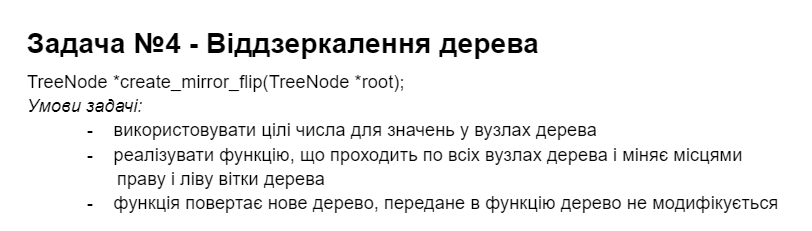 Задача №4 - Віддзеркалення дерева
TreeNode *create_mirror_flip(TreeNode *root);
Умови задачі:
- використовувати цілі числа для значень у вузлах дерева
- реалізувати функцію, що проходить по всіх вузлах дерева і міняє місцями
праву і ліву вітки дерева
- функція повертає нове дерево, передане в функцію дерево не модифікується